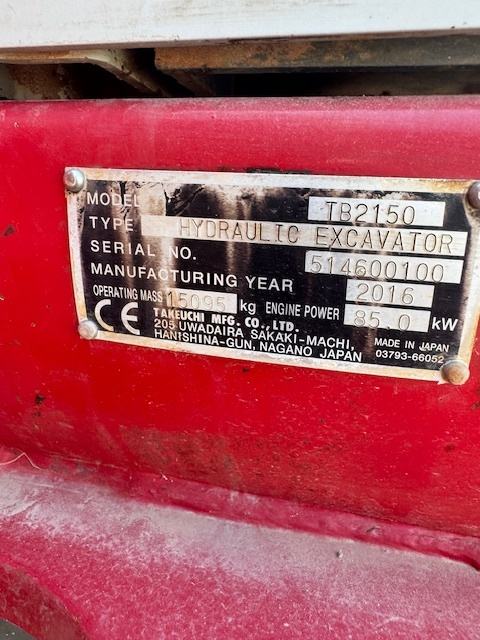 MODEL TB2150
TYPE HYDRAULIC EXCAVATOR
SERIAL NO. 514600100
MANUFACTURING YEAR 2016
OPERATING MASS 15095 kg ENGINE POWER 85.0 kW
CE TAKEUCHI MFG. CO., LTD.
205 UWADAIRA SAKAKI-MACHI, MADE IN JAPAN
HANISHINA-GUN, NAGANO JAPAN 03793-66052